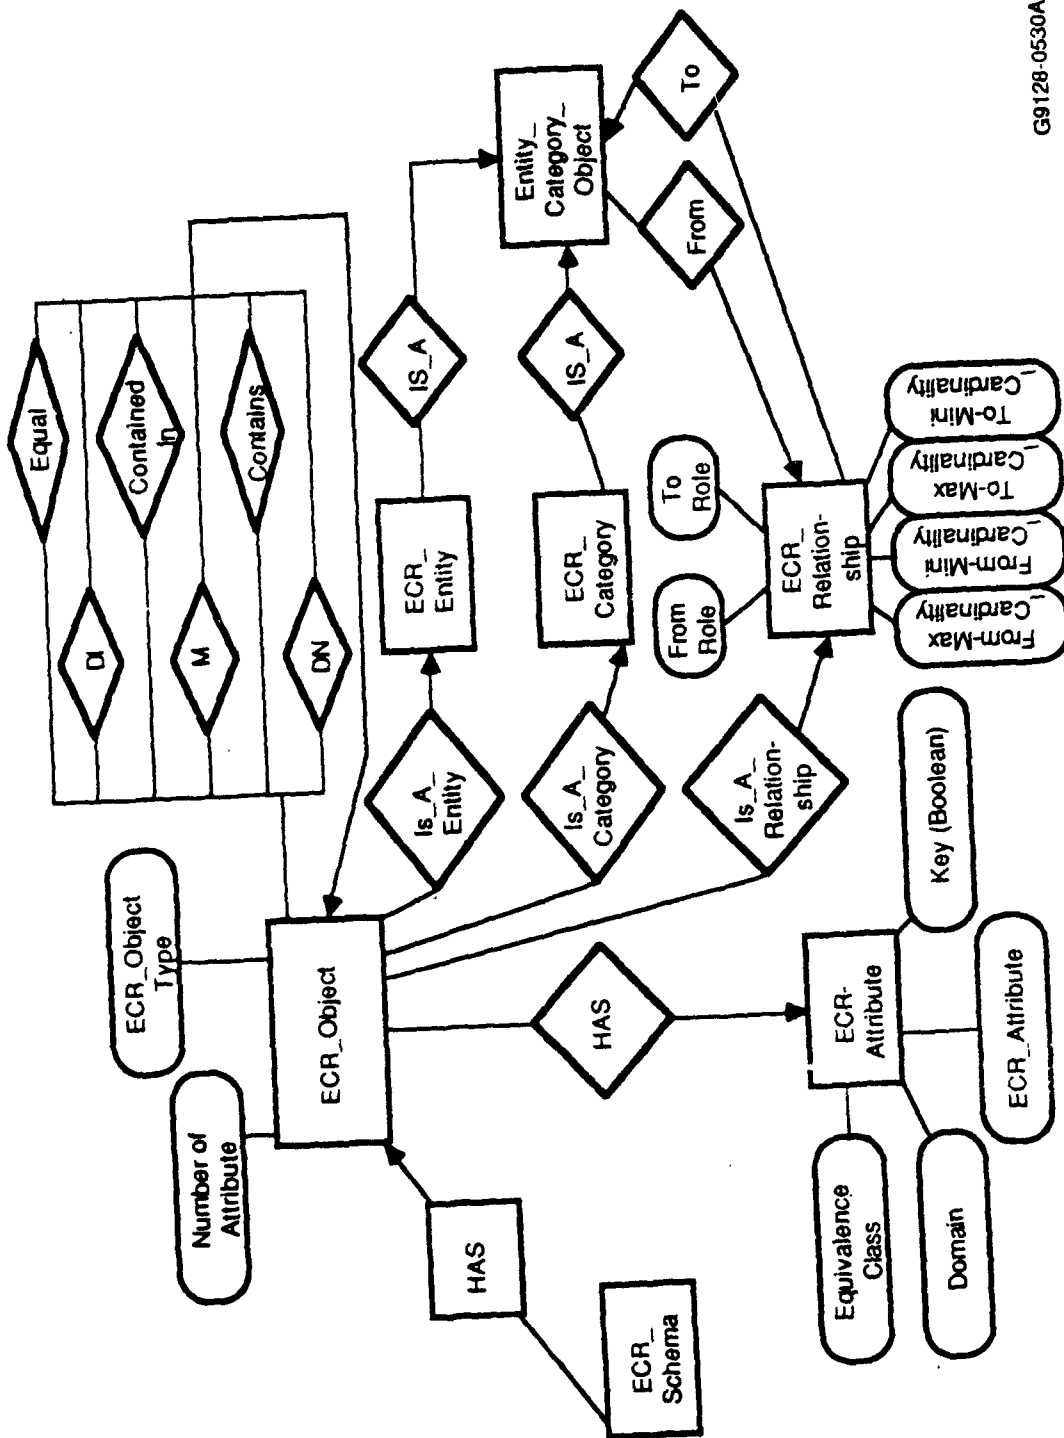 Equal
DI
Contained
In
M
Contains
DN
ECR_Object
Type
Number of
Attribute
ECR_Object
HAS
ECR_
Schema
Is_A_
Entity
ECR_
Entity
IS_A
Entity_
Category_
Object
Is_A_
Category
ECR_
Category
IS_A
From
To
Is_A_
Relation-
ship
From
Role
To
Role
ECR_
Relation-
ship
From-Max
_Cardinality
From-Mini
_Cardinality
To-Max
_Cardinality
To-Mini
_Cardinality
HAS
ECR-
Attribute
Equivalence
Class
Domain
ECR_Attribute
Key (Boolean)
G9128-0530A